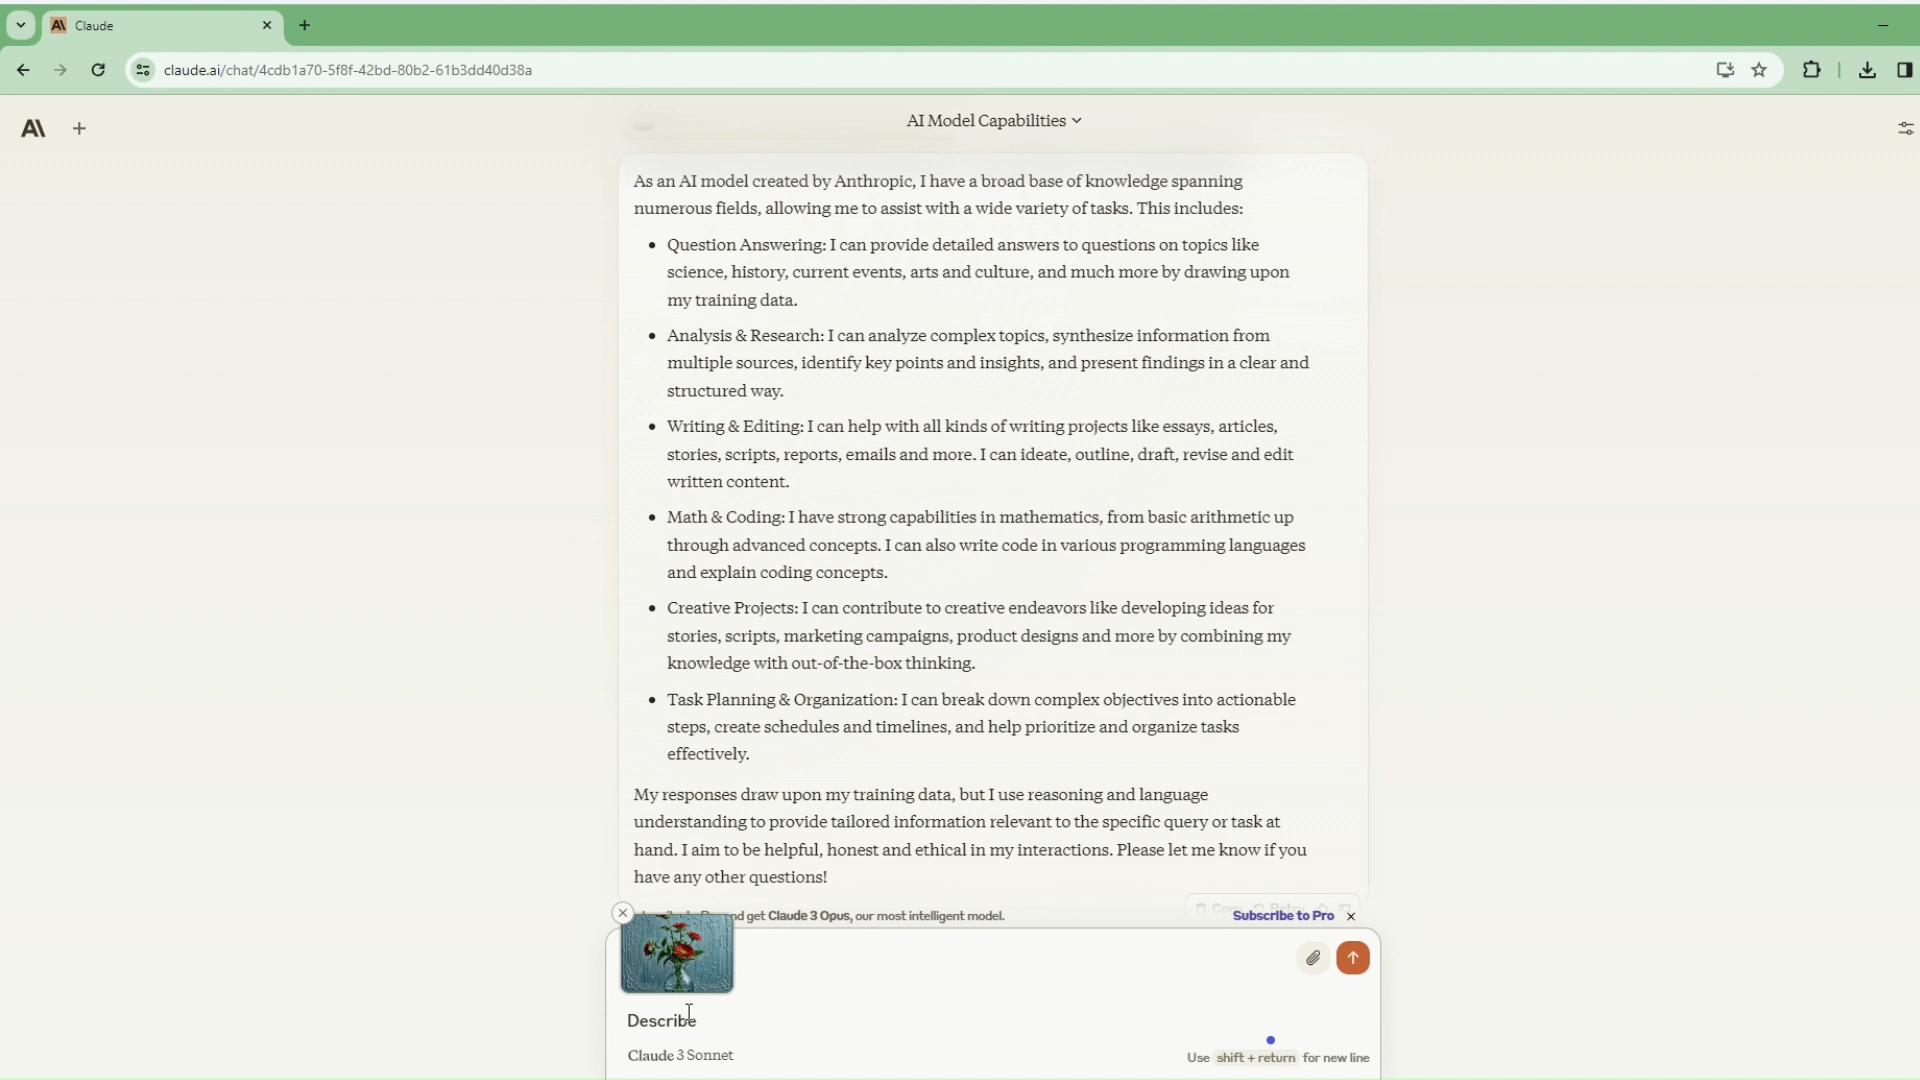 Claude
claude.ai/chat/4cdb1a70-5f8f-42bd-80b2-61b3dd40d38a
AI Model Capabilities
As an AI model created by Anthropic, I have a broad base of knowledge spanning
numerous fields, allowing me to assist with a wide variety of tasks. This includes:
• Question Answering: I can provide detailed answers to questions on topics like
science, history, current events, arts and culture, and much more by drawing upon
my training data.
• Analysis & Research: I can analyze complex topics, synthesize information from
multiple sources, identify key points and insights, and present findings in a clear and
structured way.
• Writing & Editing: I can help with all kinds of writing projects like essays, articles,
stories, scripts, reports, emails and more. I can ideate, outline, draft, revise and edit
written content.
• Math & Coding: I have strong capabilities in mathematics, from basic arithmetic up
through advanced concepts. I can also write code in various programming languages
and explain coding concepts.
• Creative Projects: I can contribute to creative endeavors like developing ideas for
stories, scripts, marketing campaigns, product designs and more by combining my
knowledge with out-of-the-box thinking.
• Task Planning & Organization: I can break down complex objectives into actionable
steps, create schedules and timelines, and help prioritize and organize tasks
effectively.
My responses draw upon my training data, but I use reasoning and language
understanding to provide tailored information relevant to the specific query or task at
hand. I aim to be helpful, honest and ethical in my interactions. Please let me know if you
have any other questions!
Copy Retry
and get Claude 3 Opus, our most intelligent model. Subscribe to Pro
Describe
Claude 3 Sonnet
Use shift + return for new line